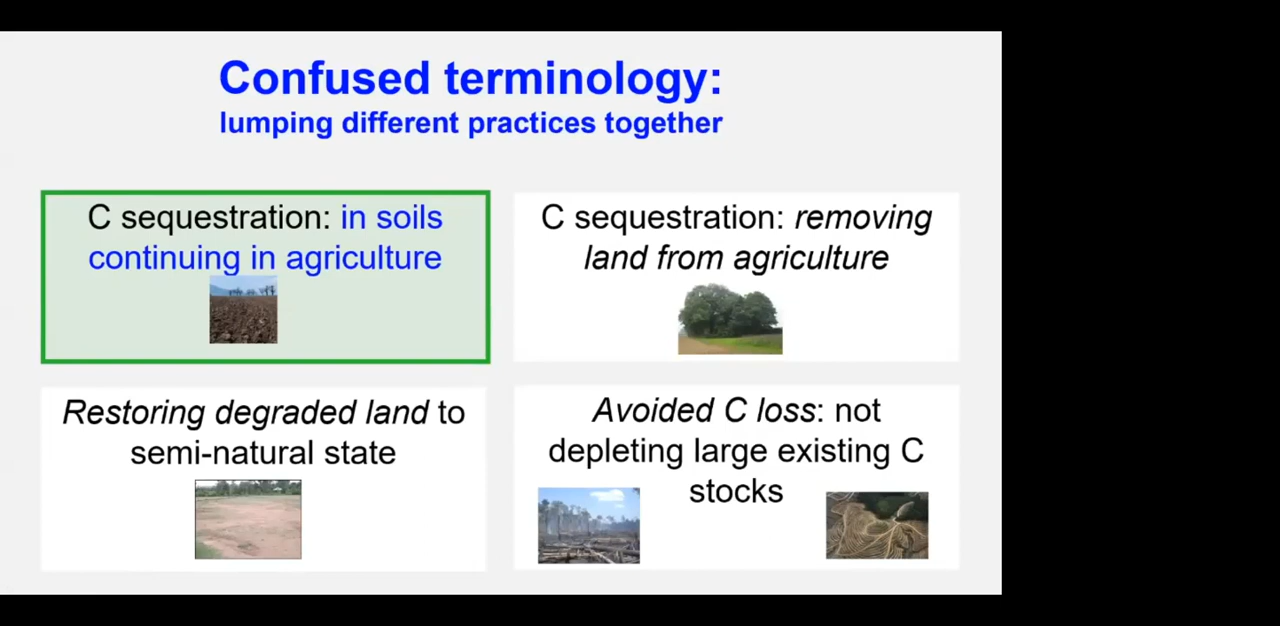 Confused terminology:
lumping different practices together
C sequestration: in soils
continuing in agriculture
C sequestration: removing
land from agriculture
Restoring degraded land to
semi-natural state
Avoided C loss: not
depleting large existing C
stocks